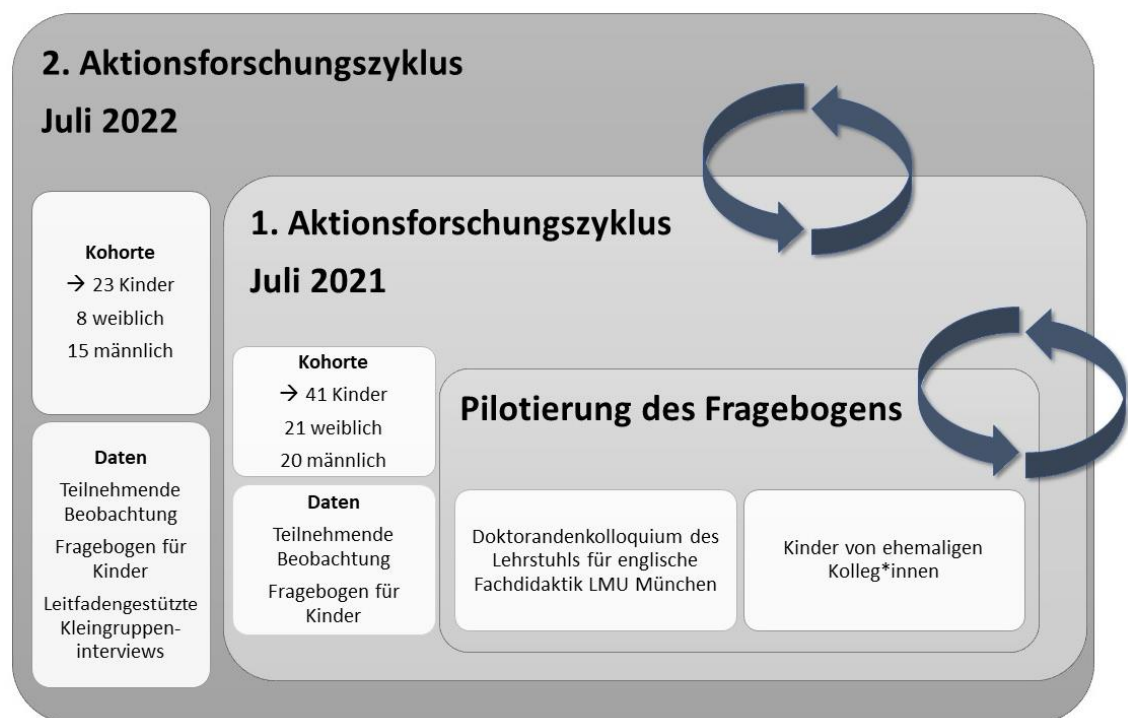 2. Aktionsforschungszyklus
Juli 2022
Kohorte
→ 23 Kinder
8 weiblich
15 männlich
Daten
Teilnehmende
Beobachtung
Fragebogen für
Kinder
Leitfadengestützte
Kleingruppen-
interviews
1. Aktionsforschungszyklus
Juli 2021
Kohorte
→ 41 Kinder
21 weiblich
20 männlich
Daten
Teilnehmende
Beobachtung
Fragebogen für
Kinder
Pilotierung des Fragebogens
Doktorandenkolloquium des
Lehrstuhls für englische
Fachdidaktik LMU München
Kinder von ehemaligen
Kolleg*innen